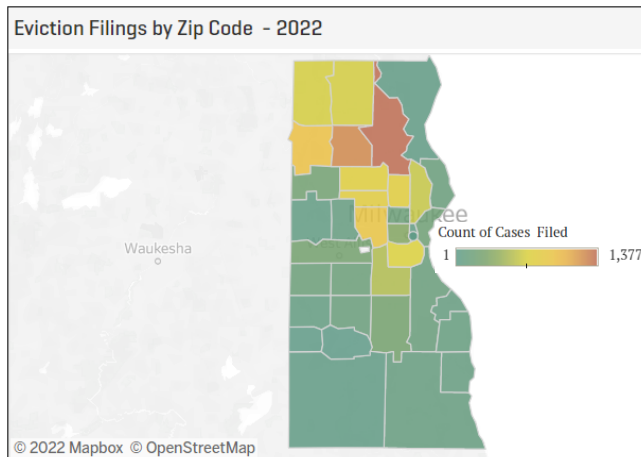 Eviction Filings by Zip Code - 2022
Milwaukee
Count of Cases Filed
Waukesha
1
1,377
© 2022 Mapbox © OpenStreetMap